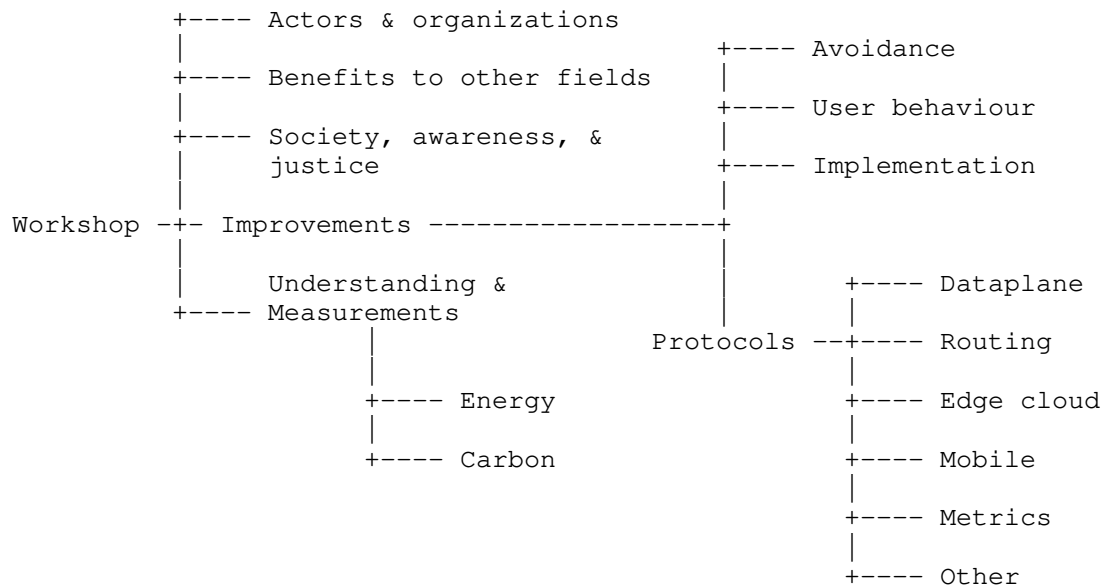 +---- Actors & organizations
+---- Avoidance
+---- Benefits to other fields
+---- User behaviour
+---- Society, awareness, &
justice
+---- Implementation
Workshop -+- Improvements ------------------+
Understanding &
+---- Measurements
+---- Dataplane
Protocols --+---- Routing
+---- Energy
+---- Edge cloud
+---- Carbon
+---- Mobile
+---- Metrics
+---- Other